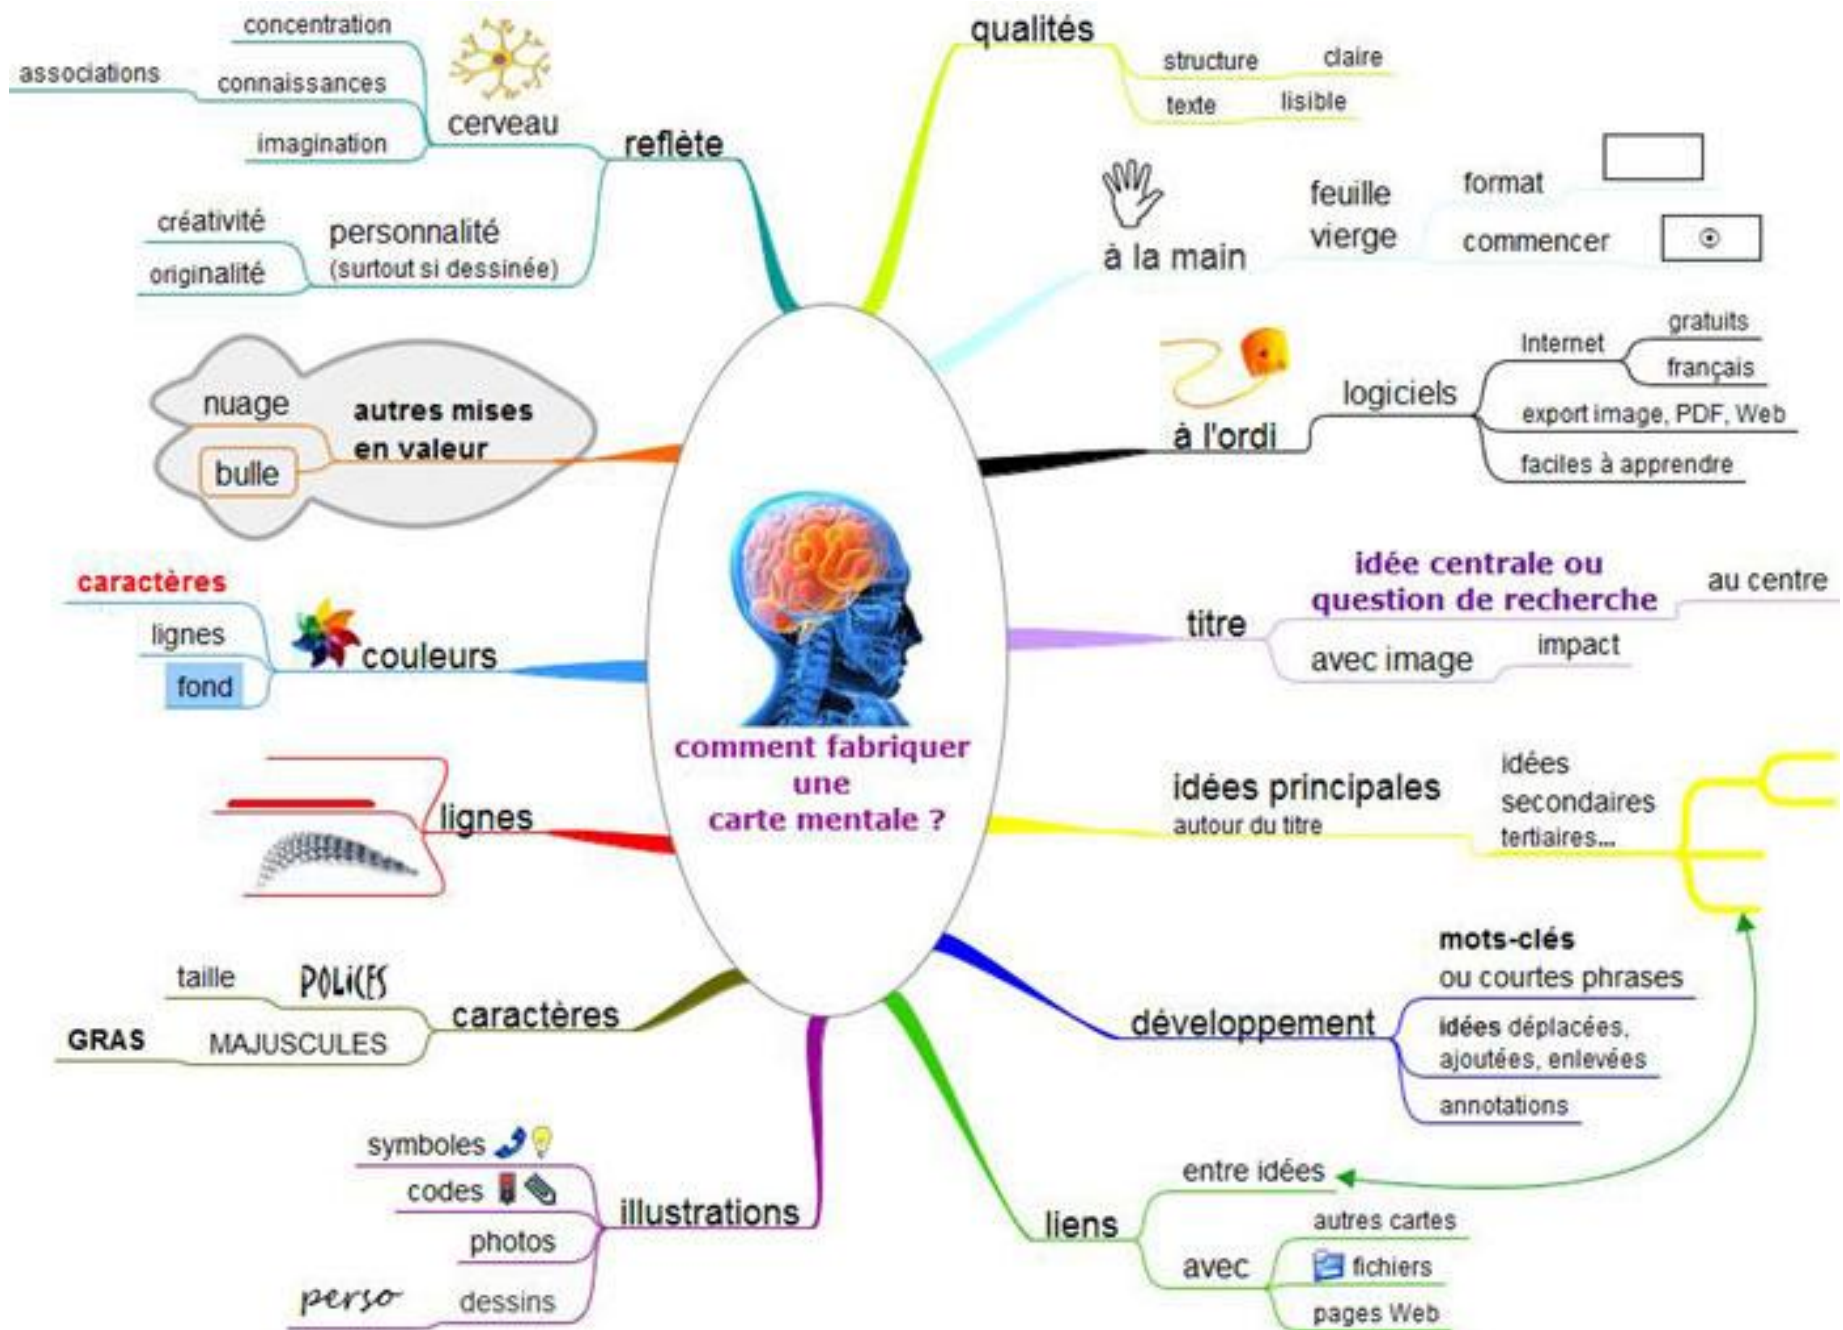 comment fabriquer
une
carte mentale ?
qualités
structure claire
texte lisible
à la main
feuille
vierge
format
commencer
à l'ordi
logiciels
Internet
gratuits
français
export image, PDF, Web
faciles à apprendre
titre
idée centrale ou
question de recherche
au centre
avec image
impact
idées principales
autour du titre
idées
secondaires
tertiaires...
développement
mots-clés
ou courtes phrases
idées déplacées,
ajoutées, enlevées
annotations
liens
entre idées
avec
autres cartes
fichiers
pages Web
illustrations
symboles
codes
photos
dessins
perso
caractères
POLiCES
taille
MAJUSCULES
GRAS
lignes
couleurs
caractères
lignes
fond
autres mises
en valeur
nuage
bulle
reflète
cerveau
concentration
connaissances
associations
imagination
personnalité
(surtout si dessinée)
créativité
originalité